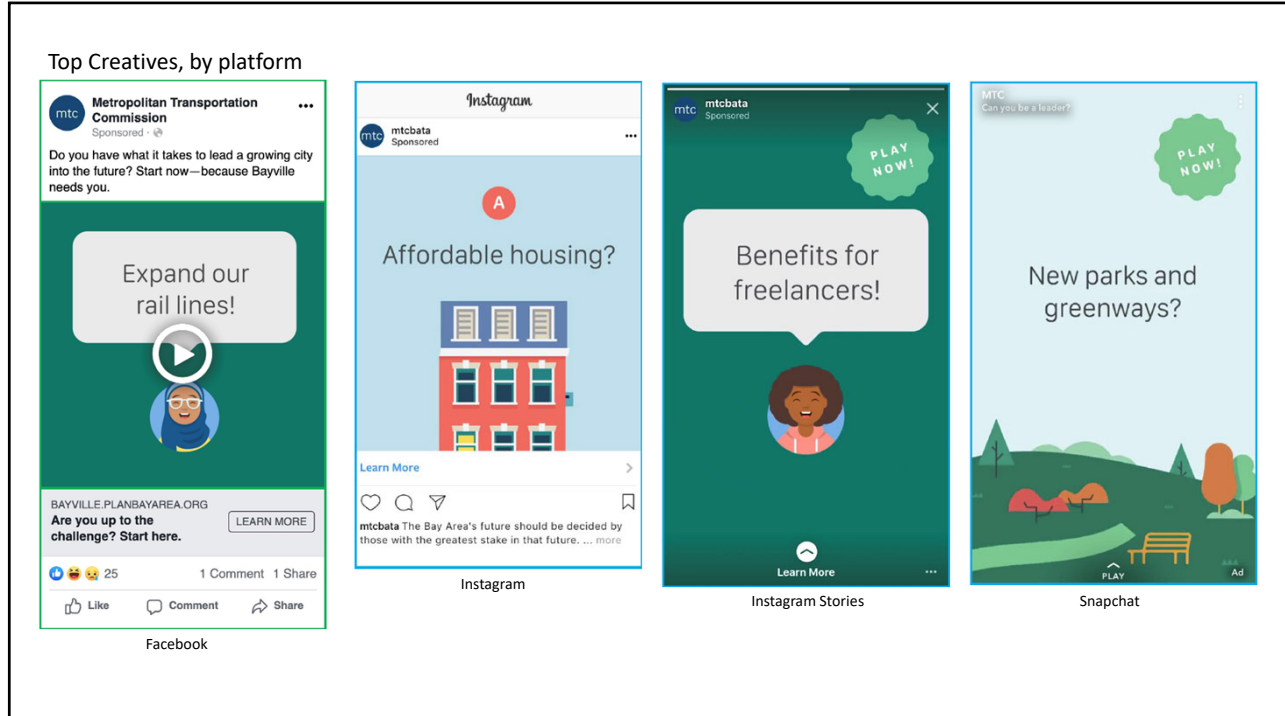 Top Creatives, by platform
mtc
Metropolitan Transportation
Commission
Sponsored ·
Do you have what it takes to lead a growing city
into the future? Start now—because Bayville
needs you.
Expand our
rail lines!
BAYVILLE.PLANBAYAREA.ORG
Are you up to the
challenge? Start here.
LEARN MORE
25
1 Comment 1 Share
Like
Comment
Share
Facebook
Instagram
mtc
mtcbata
Sponsored
A
Affordable housing?
Learn More
mtcbata The Bay Area's future should be decided by
those with the greatest stake in that future. ... more
Instagram
mtc
mtcbata
Sponsored
PLAY
NOW!
Benefits for
freelancers!
Learn More
Instagram Stories
MTC
Can you be a leader?
PLAY
NOW!
New parks and
greenways?
PLAY
Ad
Snapchat